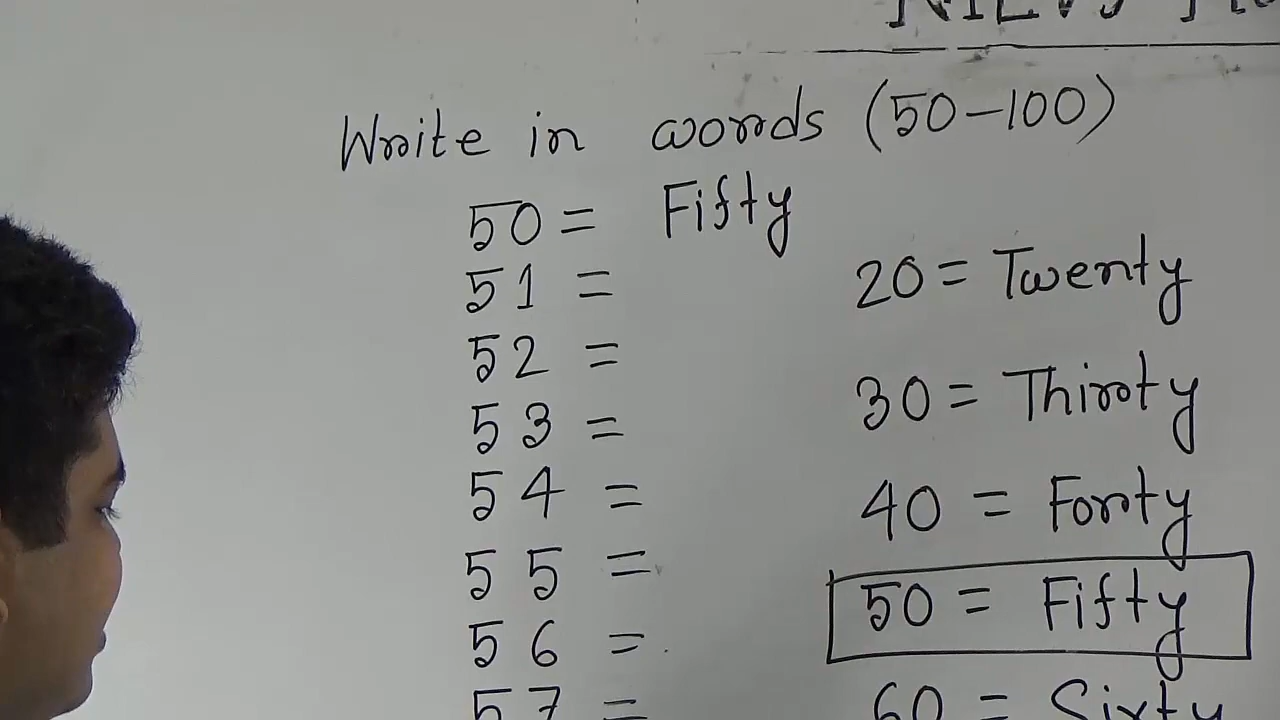 Write in words (50-100)
50 = Fifty
51 =
52 =
53 =
54 =
55 =
56 =
57 =
20 = Twenty
30 = Thirty
40 = Forty
50 = Fifty
60 = Sixty